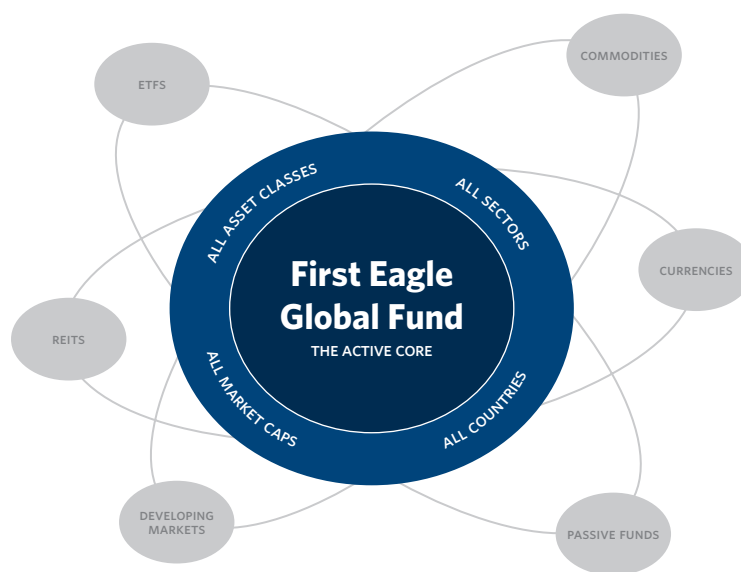 COMMODITIES
ETFS
ALL ASSET CLASSES
ALL SECTORS
First Eagle
Global Fund
THE ACTIVE CORE
CURRENCIES
REITS
ALL MARKET CAPS
ALL COUNTRIES
DEVELOPING
MARKETS
PASSIVE FUNDS